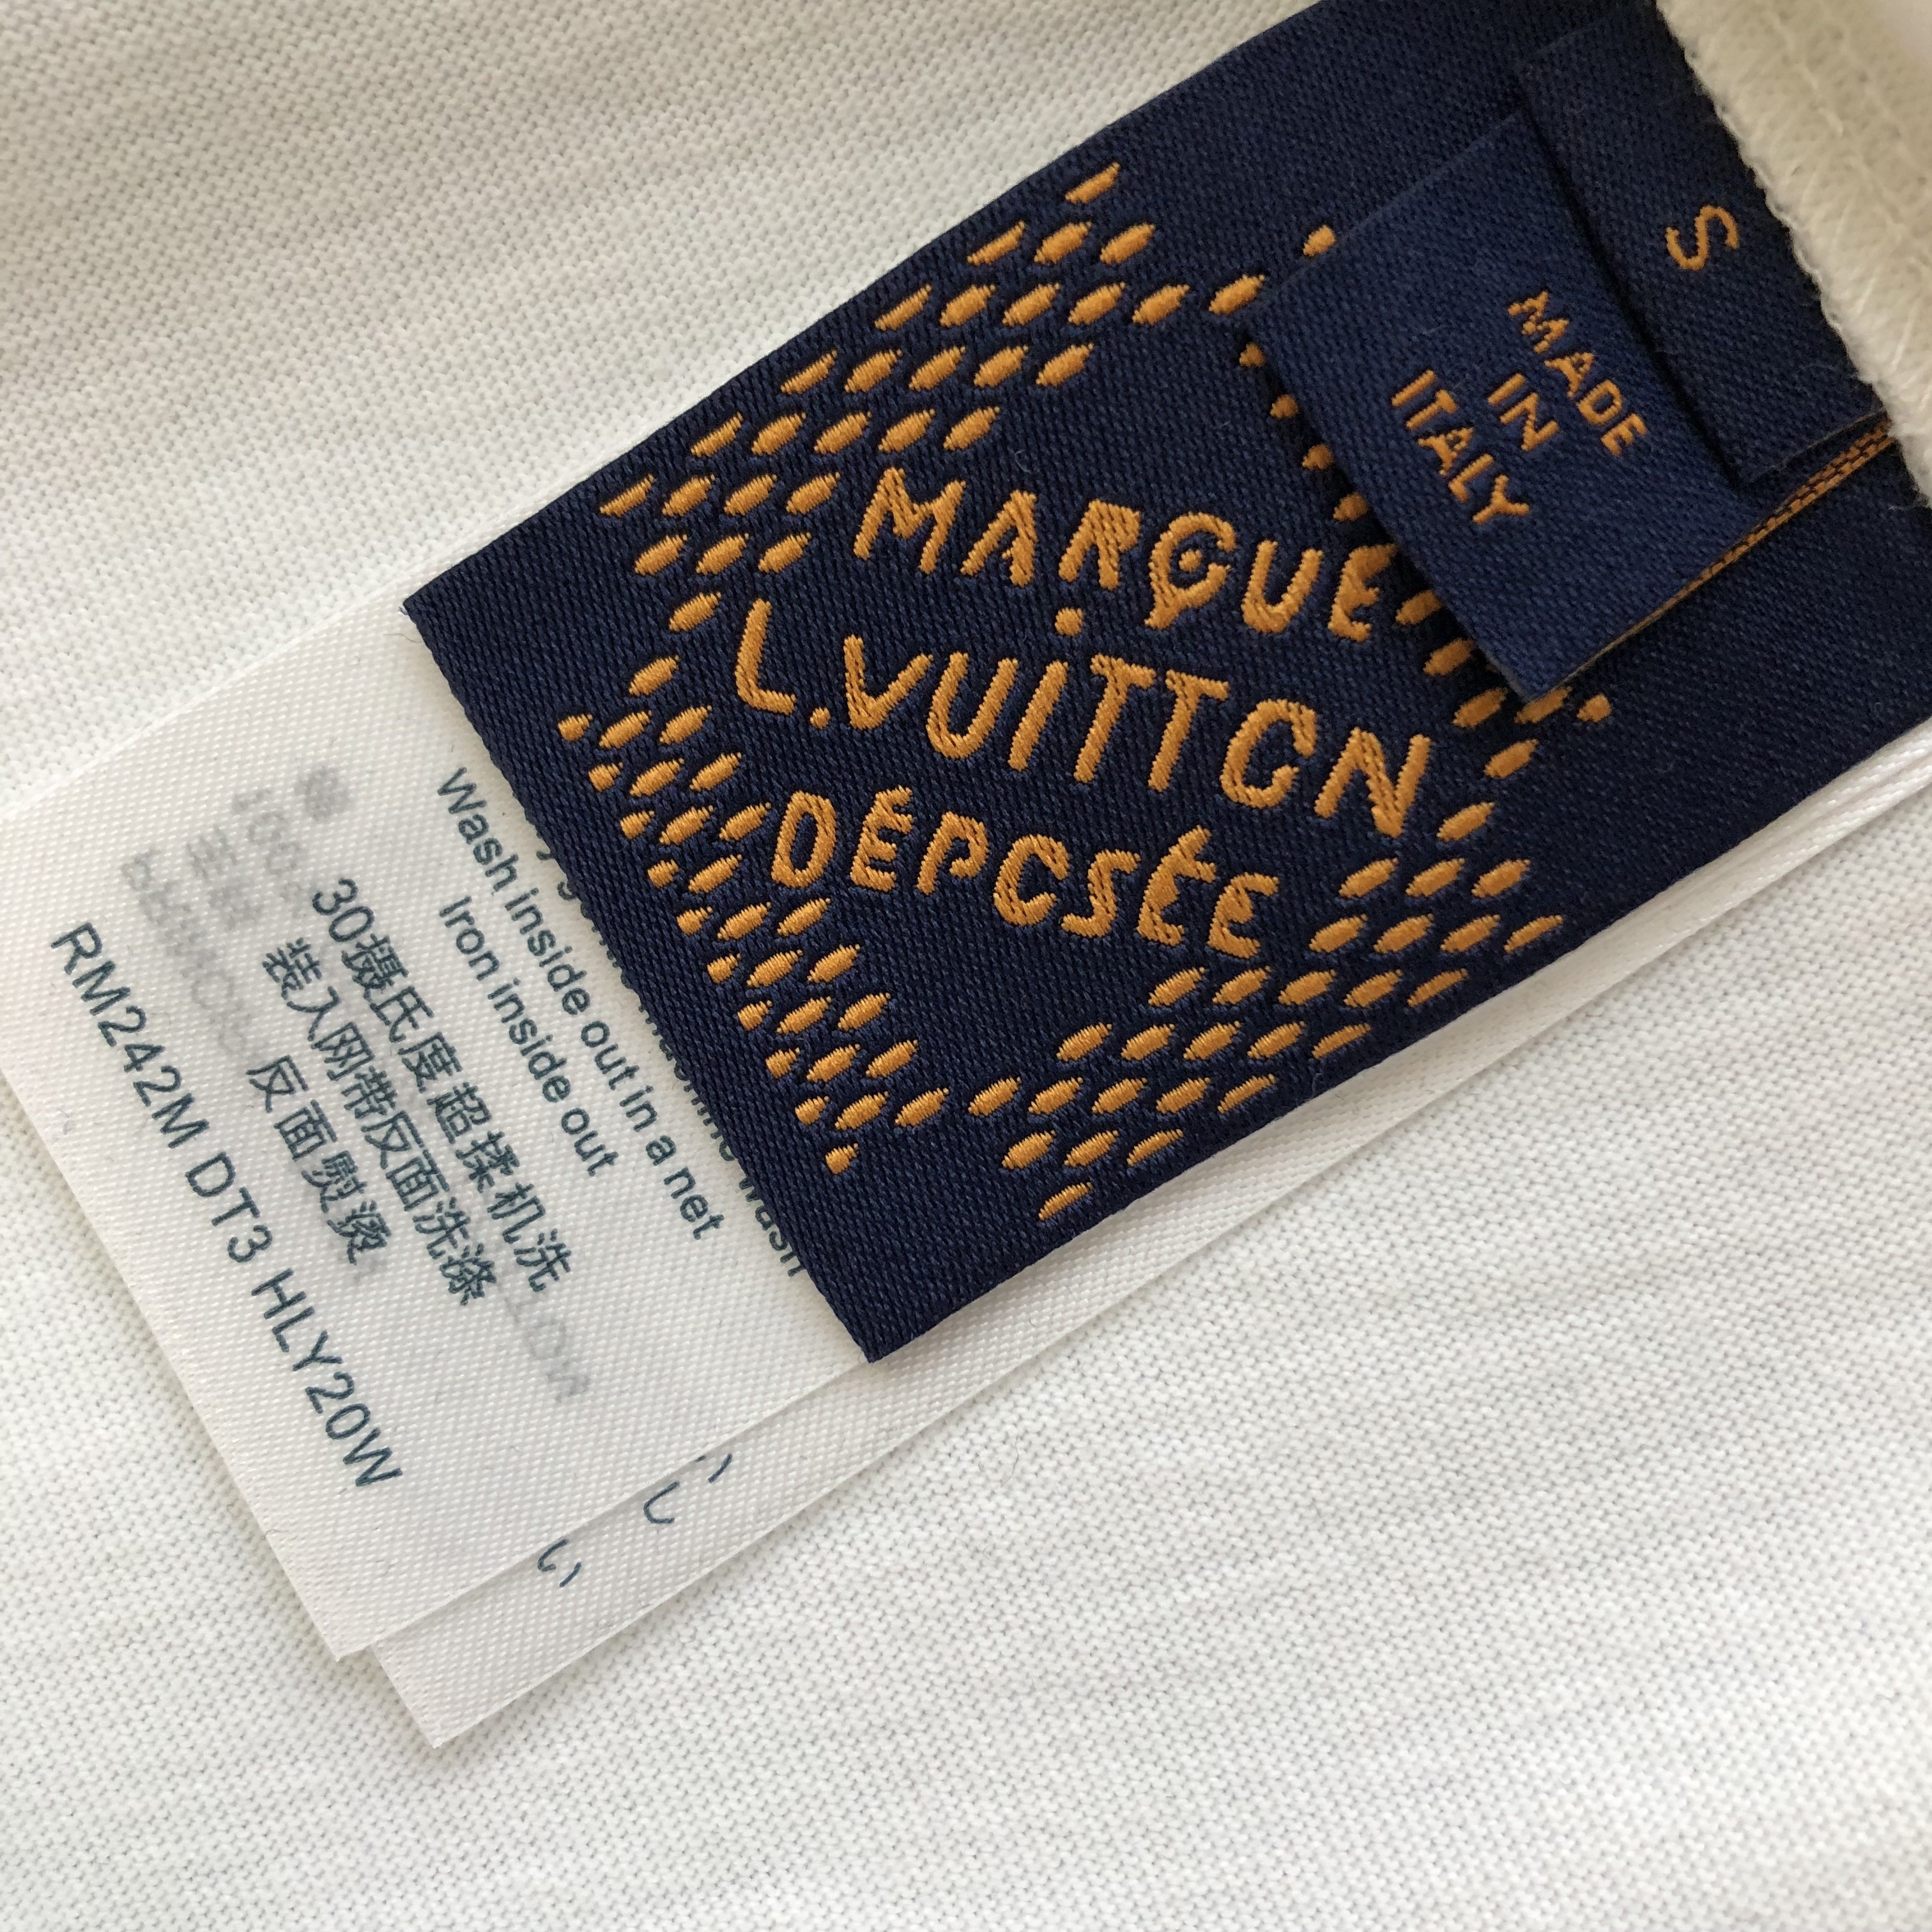 S
MADE
IN
ITALY
MARQUE
L.VUITTON
DÉPOSÉE
Wash inside out in a net
Iron inside out
30摄氏度超揉机洗
装入网带反面洗涤
反面熨烫
RM242M DT3 HLY20W